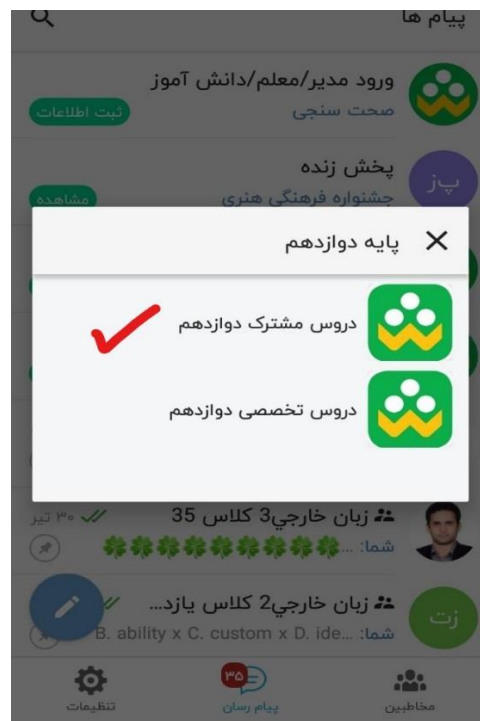 پیام ها
ورود مدیر/معلم/دانش آموز
صحت سنجی
ثبت اطلاعات
پخش زنده
پ‌ز
جشنواره فرهنگی هنری
مشاهده
پایه دوازدهم
دروس مشترک دوازدهم
دروس تخصصی دوازدهم
زبان خارجي3 کلاس 35
۳۰ تیر
شما: ...🍀🍀🍀🍀🍀🍀🍀🍀🍀
زبان خارجي2 کلاس یازد...
زت
شما: ...B. ability x C. custom x D. ide
مخاطبین
پیام رسان
۳۵
تنظیمات